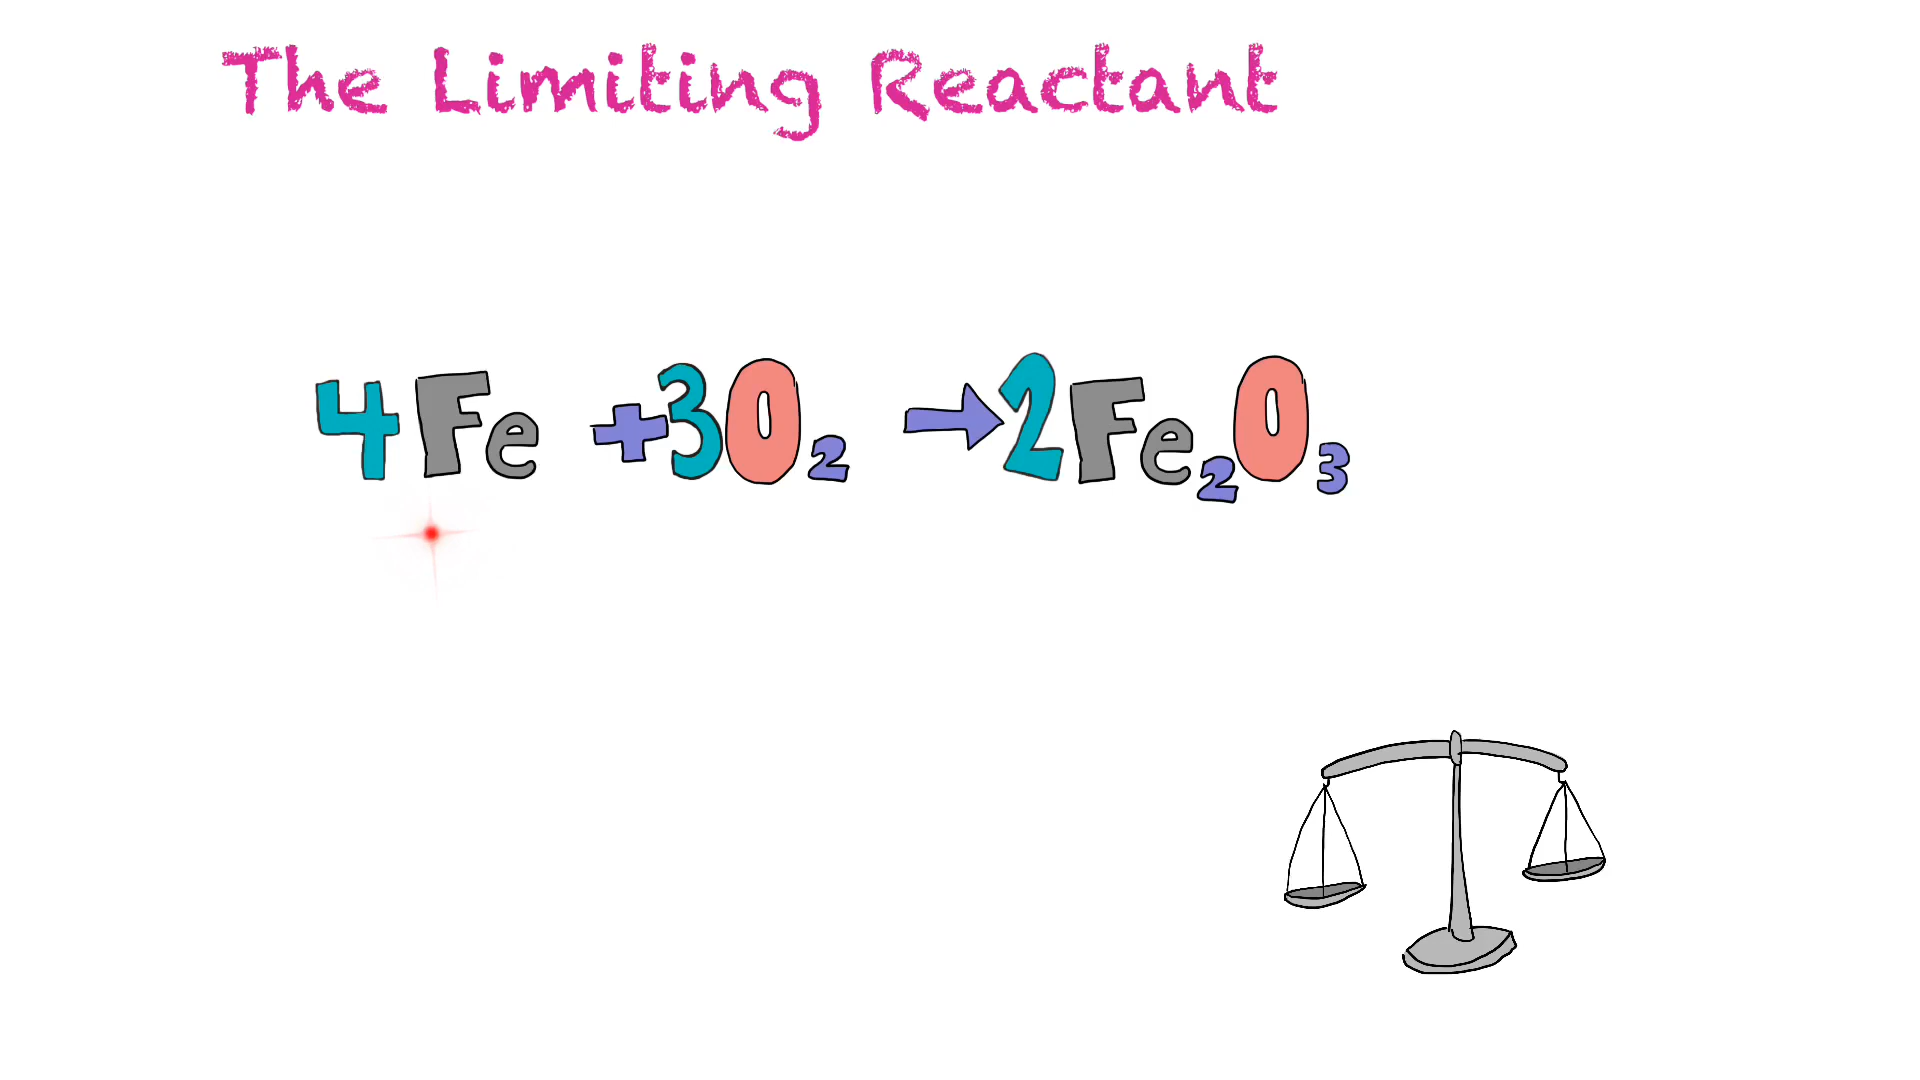 The Limiting Reactant
4Fe + 3O₂ → 2Fe₂O₃